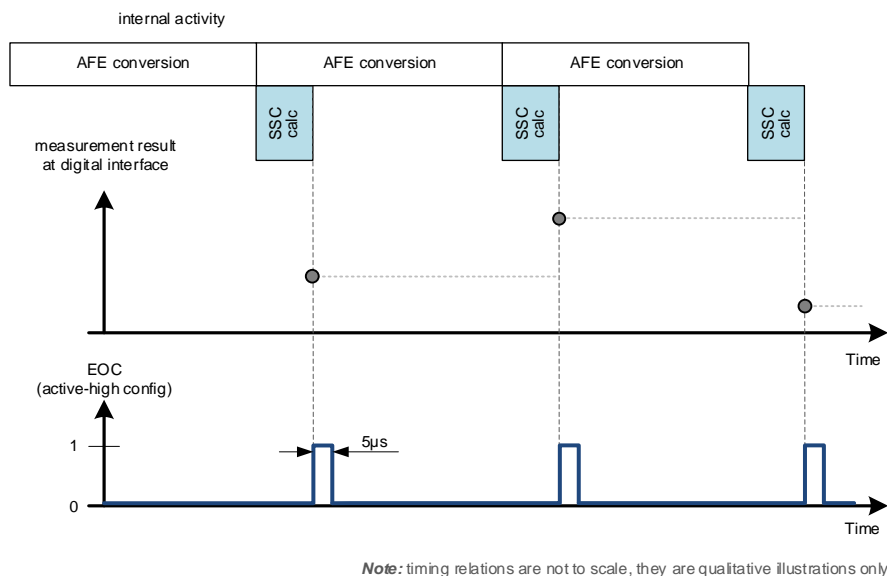 internal activity
AFE conversion AFE conversion AFE conversion
SSC
calc
SSC
calc
SSC
calc
measurement result
at digital interface
Time
EOC
(active-high config)
1
5µs
0
Time
Note: timing relations are not to scale, they are qualitative illustrations only